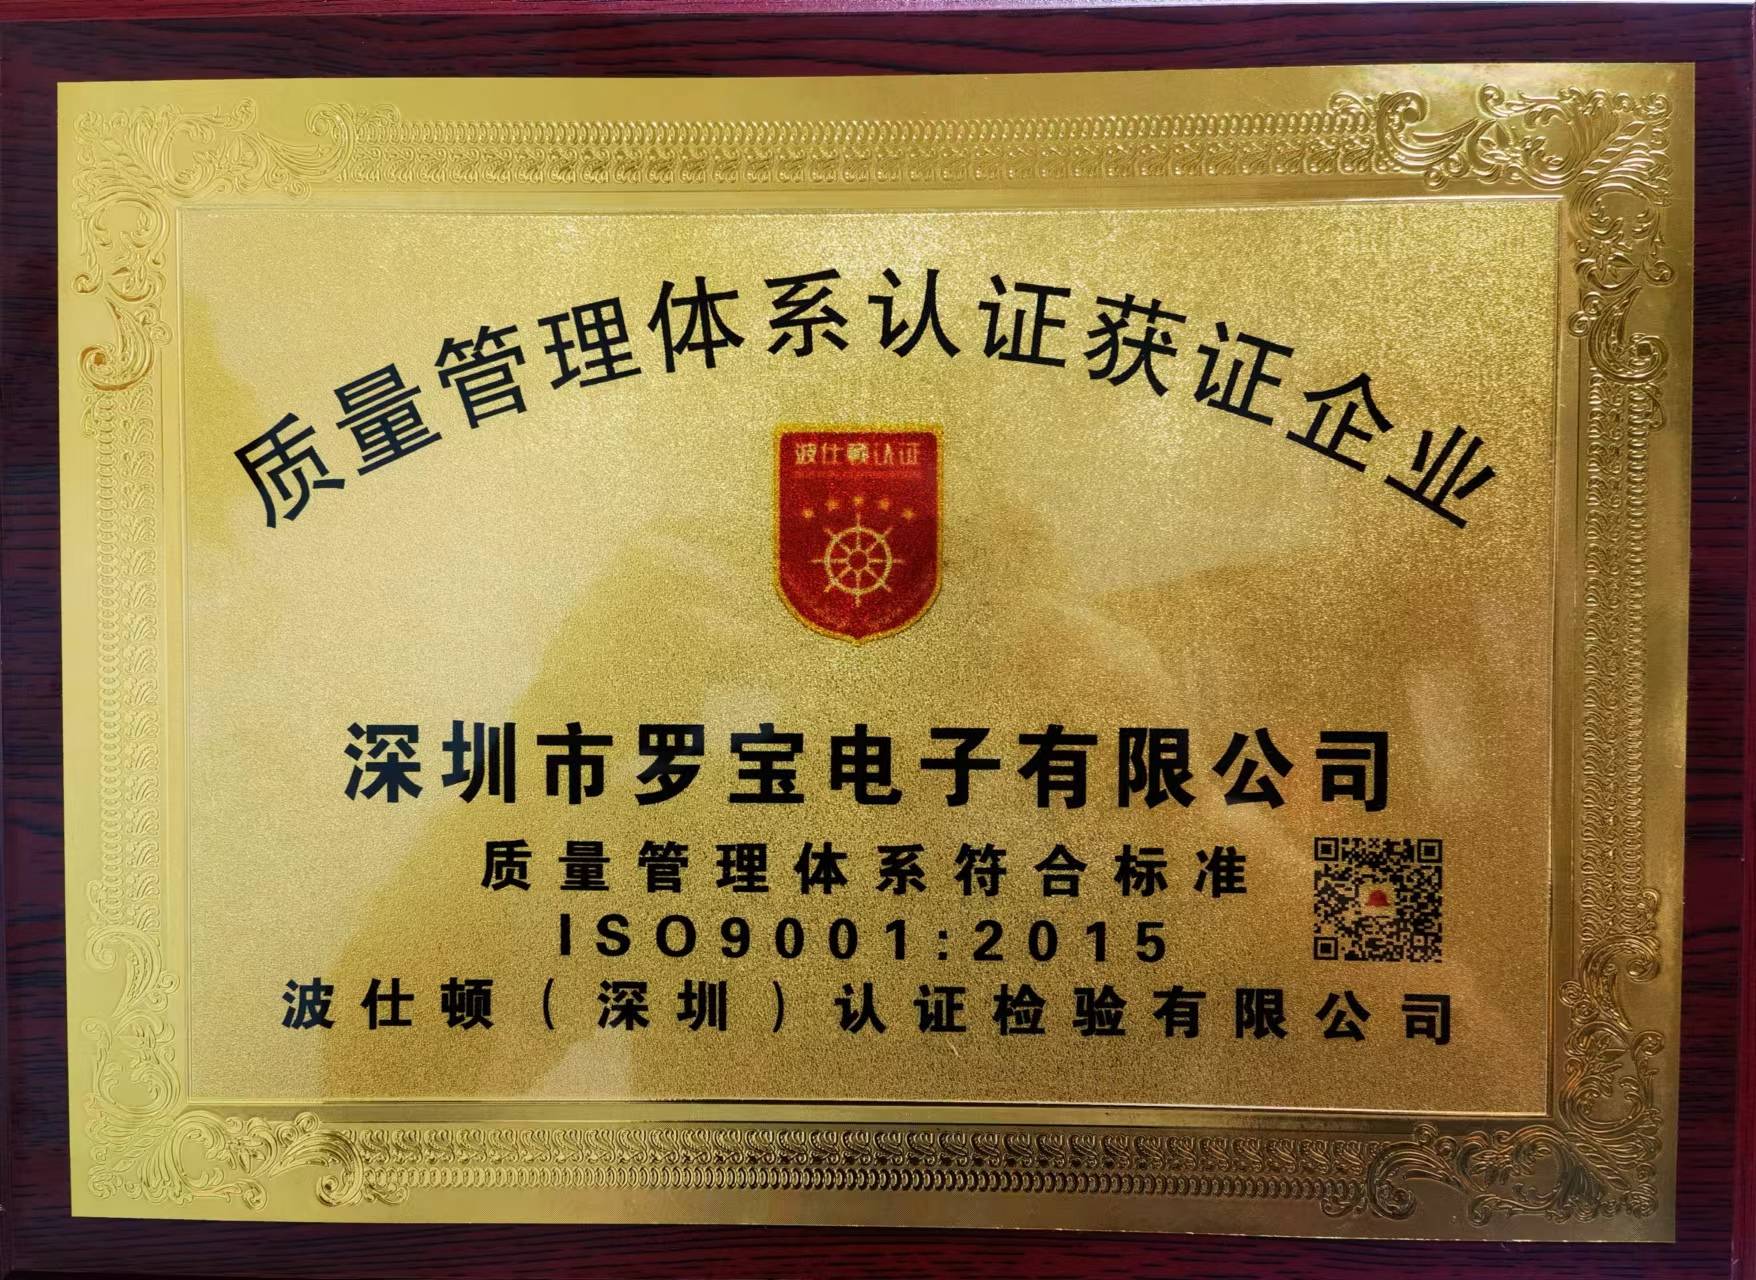 质量管理体系认证获证企业
波仕顿认证
深圳市罗宝电子有限公司
质量管理体系符合标准
ISO9001:2015
波仕顿（深圳）认证检验有限公司